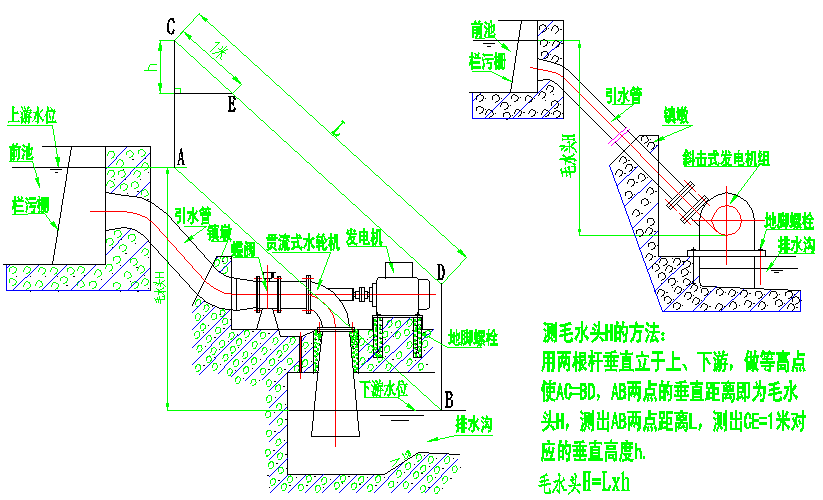 C
1米
h
E
L
上游水位
A
前池
拦污栅
引水管
镇墩
蝶阀
贯流式水轮机
发电机
D
毛水头H
地脚螺栓
下游水位
B
排水沟
前池
拦污栅
引水管
镇墩
毛水头H
斜击式发电机组
地脚螺栓
排水沟
测毛水头H的方法：
用两根杆垂直立于上、下游，做等高点
使AC=BD，AB两点的垂直距离即为毛水
头H，测出AB两点距离L，测出CE=1米对
应的垂直高度h.
毛水头H=Lxh